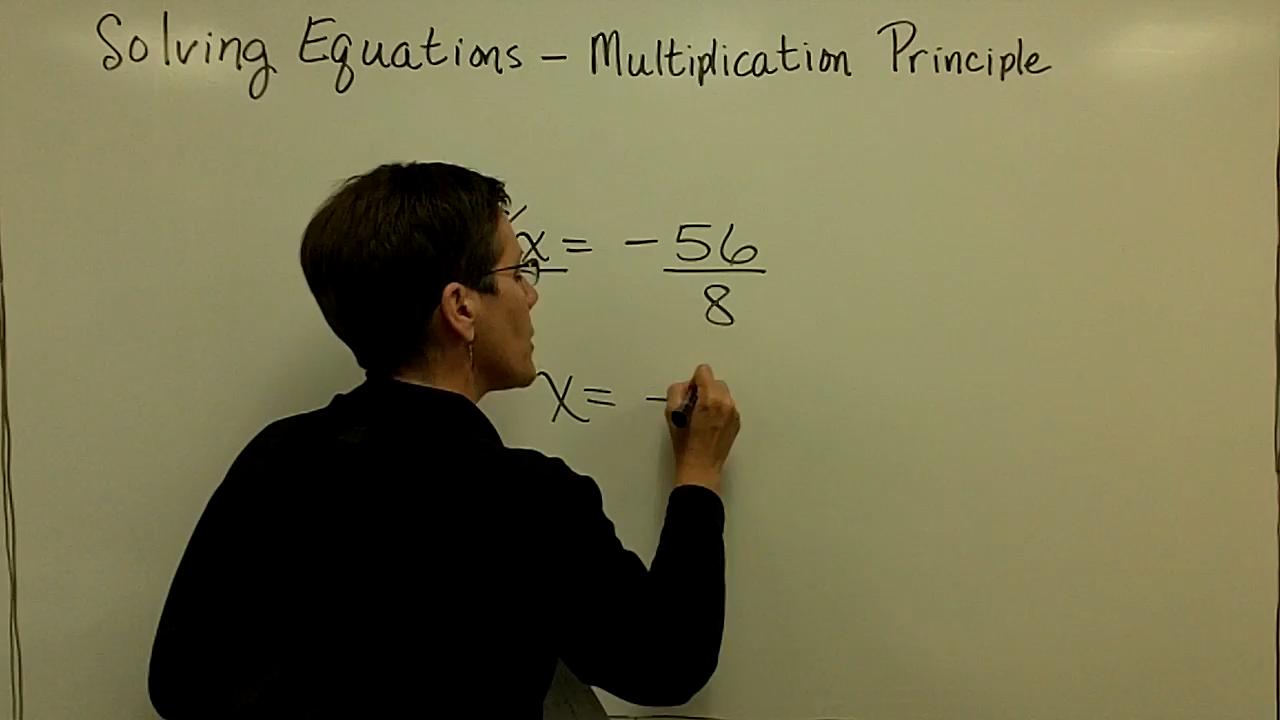 Solving Equations - Multiplication Principle
x = - 56
8
x = -